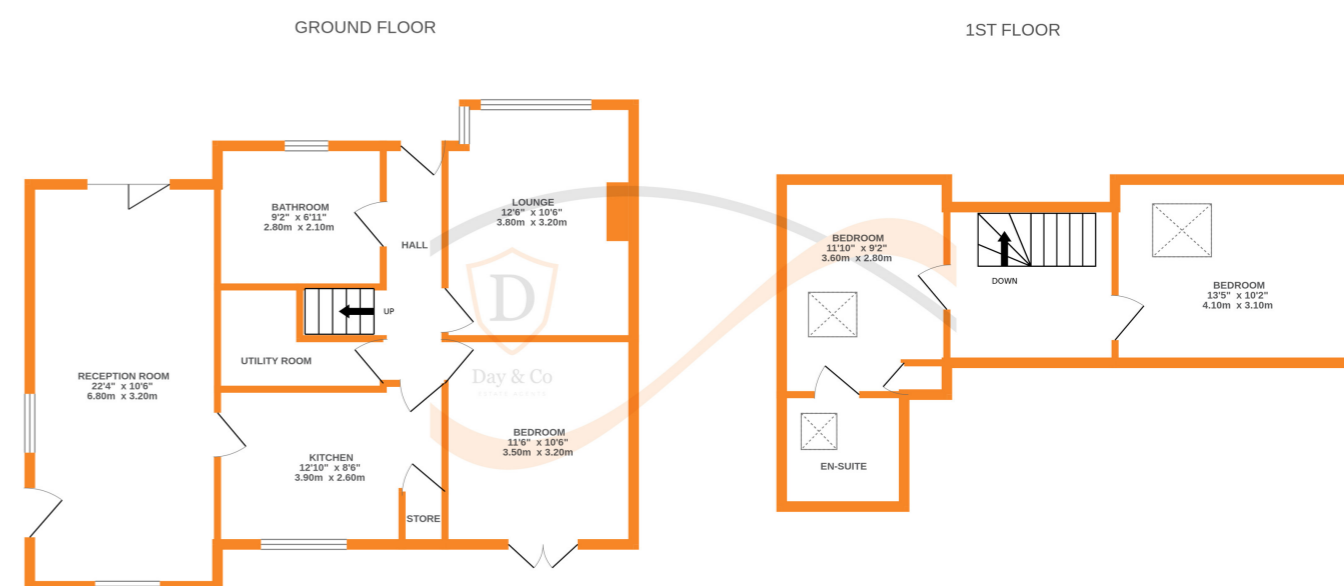 GROUND FLOOR
1ST FLOOR
BATHROOM
9'2" x 6'11"
2.80m x 2.10m
LOUNGE
12'6" x 10'6"
3.80m x 3.20m
HALL
UP
UTILITY ROOM
RECEPTION ROOM
22'4" x 10'6"
6.80m x 3.20m
KITCHEN
12'10" x 8'6"
3.90m x 2.60m
STORE
BEDROOM
11'6" x 10'6"
3.50m x 3.20m
D
Day & Co
ESTATE AGENTS
BEDROOM
11'10" x 9'2"
3.60m x 2.80m
DOWN
BEDROOM
13'5" x 10'2"
4.10m x 3.10m
EN-SUITE